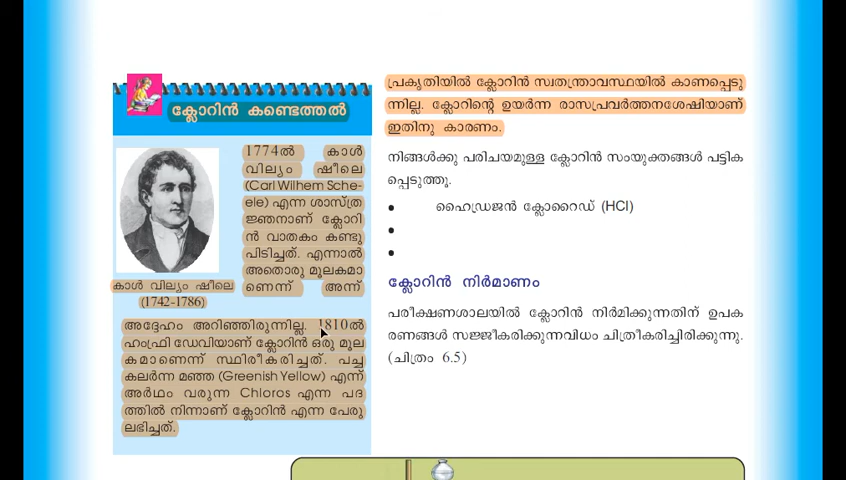 ക്ലോറിൻ കണ്ടെത്തൽ
1774ൽ കാൾ
വില്യം ഷീലെ
(Carl Wilhem Sche-
ele) എന്ന ശാസ്ത്ര
ജ്ഞനാണ് ക്ലോറി
ൻ വാതകം കണ്ടു
പിടിച്ചത്. എന്നാൽ
അതൊരു മൂലകമാ
ണെന്ന് അന്ന്
കാൾ വില്യം ഷീലെ
(1742-1786)
അദ്ദേഹം അറിഞ്ഞിരുന്നില്ല. 1810ൽ
ഹംഫ്രി ഡേവിയാണ് ക്ലോറിൻ ഒരു മൂല
കമാണെന്ന് സ്ഥിരീകരിച്ചത്. പച്ച
കലർന്ന മഞ്ഞ (Greenish Yellow) എന്ന്
അർഥം വരുന്ന Chloros എന്ന പദ
ത്തിൽ നിന്നാണ് ക്ലോറിൻ എന്ന പേരു
ലഭിച്ചത്.
പ്രകൃതിയിൽ ക്ലോറിൻ സ്വതന്ത്രാവസ്ഥയിൽ കാണപ്പെടു
ന്നില്ല. ക്ലോറിന്റെ ഉയർന്ന രാസപ്രവർത്തനശേഷിയാണ്
ഇതിനു കാരണം.
നിങ്ങൾക്കു പരിചയമുള്ള ക്ലോറിൻ സംയുക്തങ്ങൾ പട്ടിക
പ്പെടുത്തൂ.
• ഹൈഡ്രജൻ ക്ലോറൈഡ് (HCl)
•
•
ക്ലോറിൻ നിർമാണം
പരീക്ഷണശാലയിൽ ക്ലോറിൻ നിർമിക്കുന്നതിന് ഉപക
രണങ്ങൾ സജ്ജീകരിക്കുന്നവിധം ചിത്രീകരിച്ചിരിക്കുന്നു.
(ചിത്രം 6.5)